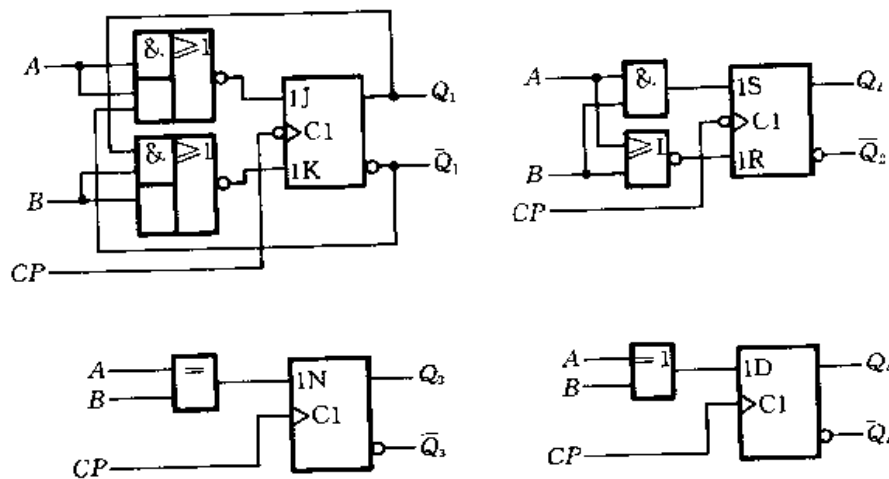 A
B
CP
&
≥1
&
≥1
1J
C1
1K
Q₁
Q̄₁
A
B
CP
&
≥1
1S
C1
1R
Q̄₂
A
B
CP
=
1N
C1
Q₃
Q̄₃
A
B
CP
=1
1D
C1